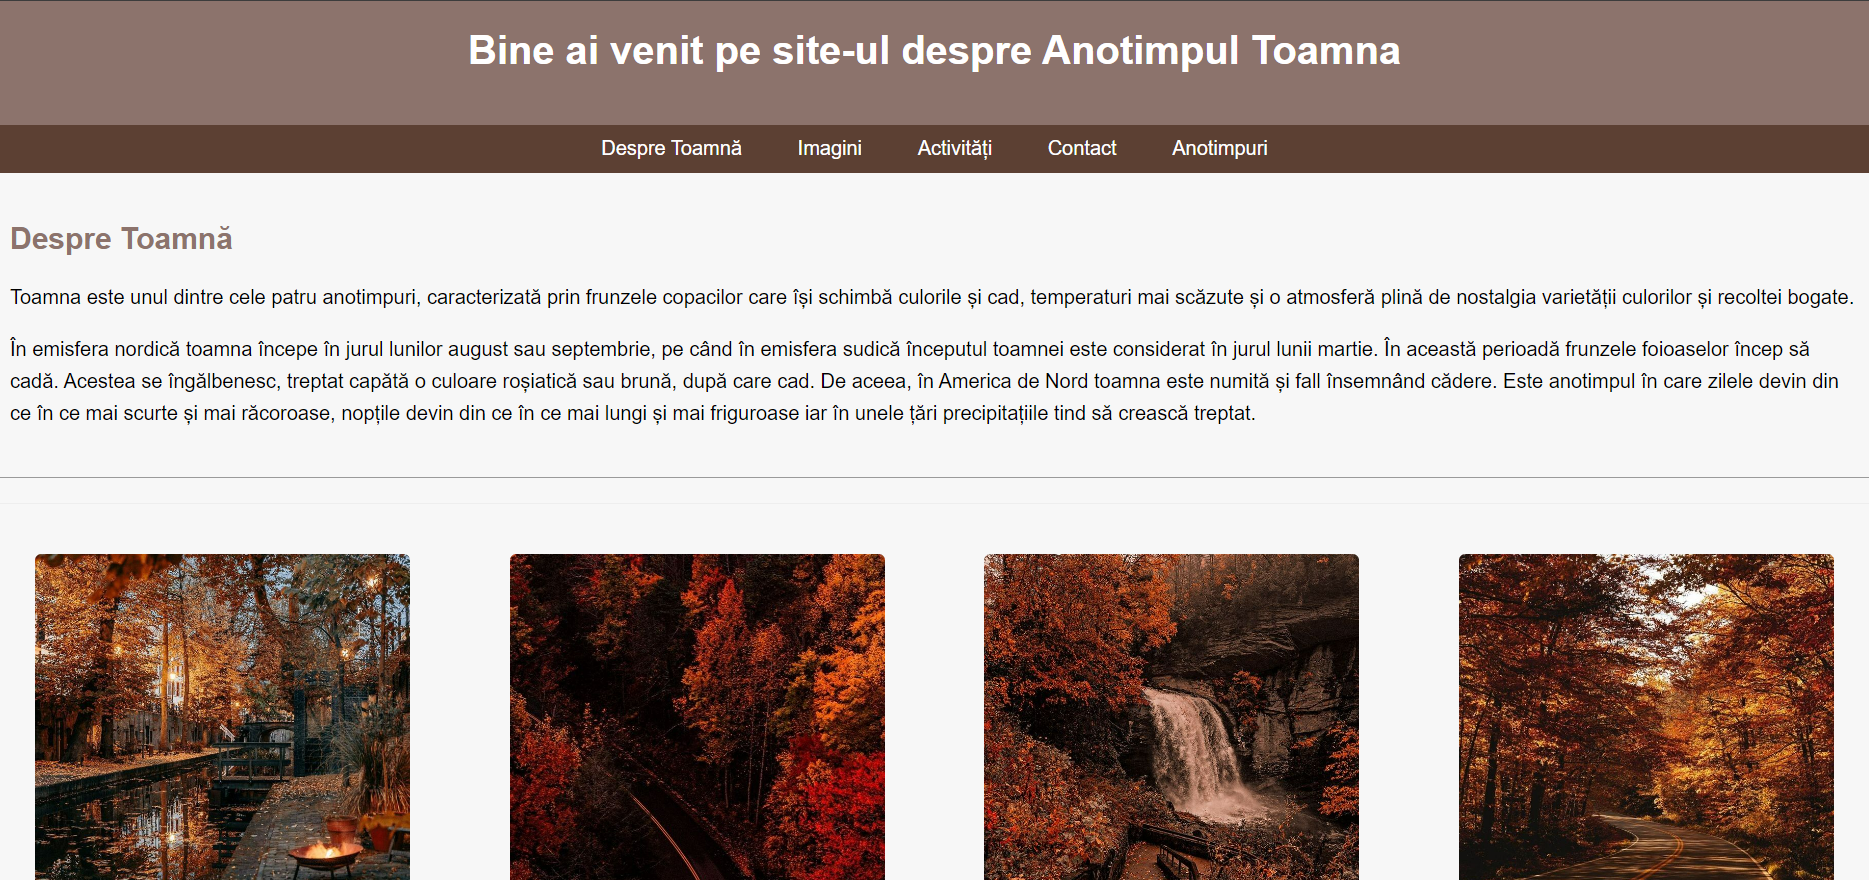 Bine ai venit pe site-ul despre Anotimpul Toamna
Despre Toamnă Imagini Activități Contact Anotimpuri
Despre Toamnă
Toamna este unul dintre cele patru anotimpuri, caracterizată prin frunzele copacilor care își schimbă culorile și cad, temperaturi mai scăzute și o atmosferă plină de nostalgia varietății culorilor și recoltei bogate.
În emisfera nordică toamna începe în jurul lunilor august sau septembrie, pe când în emisfera sudică începutul toamnei este considerat în jurul lunii martie. În această perioadă frunzele foioaselor încep să
cadă. Acestea se îngălbenesc, treptat capătă o culoare roșiatică sau brună, după care cad. De aceea, în America de Nord toamna este numită și fall însemnând cădere. Este anotimpul în care zilele devin din
ce în ce mai scurte și mai răcoroase, nopțile devin din ce în ce mai lungi și mai friguroase iar în unele țări precipitațiile tind să crească treptat.